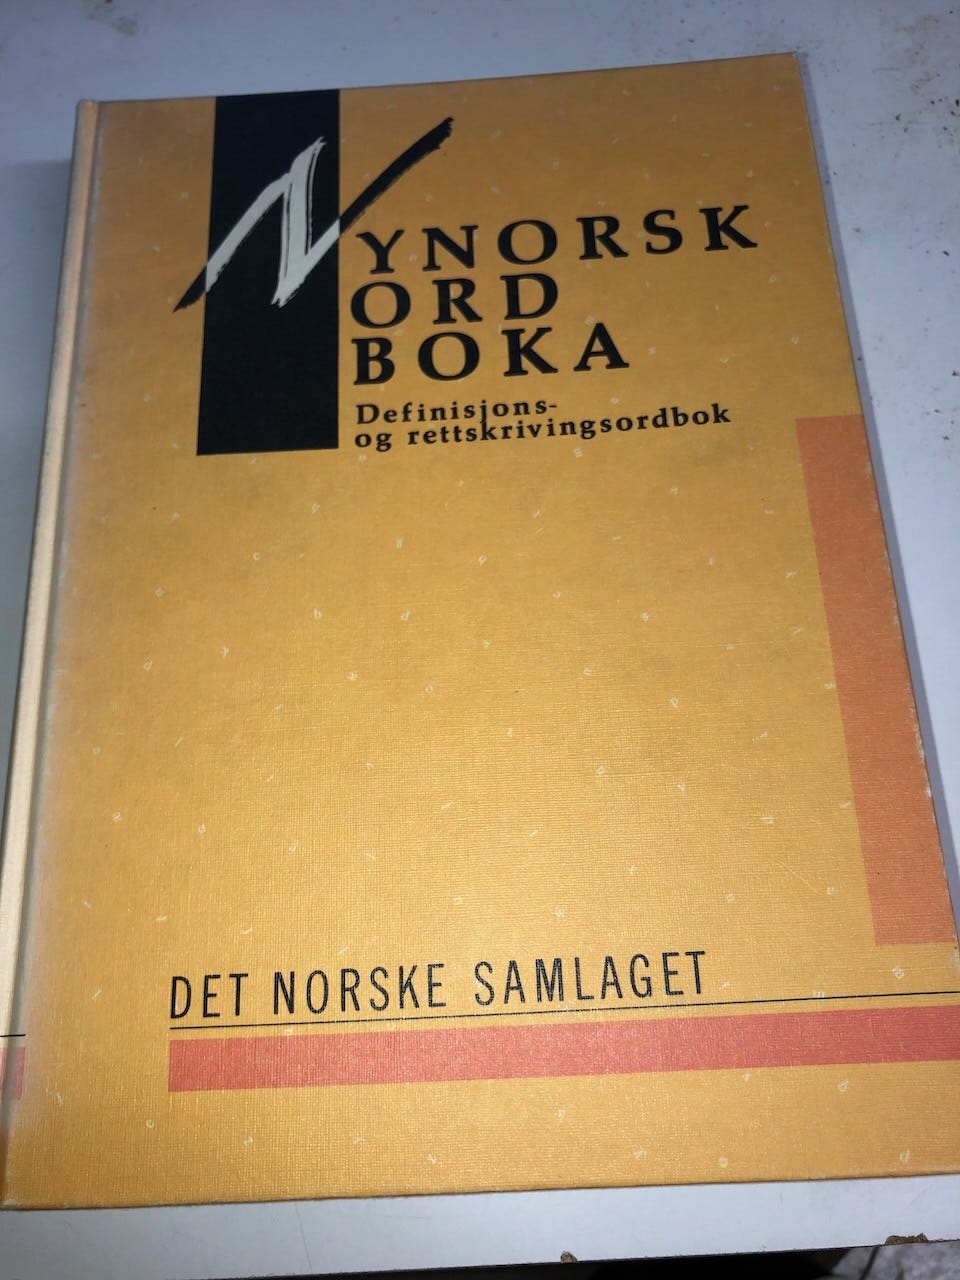 NYNORSK
ORD
BOKA
Definisjons-
og rettskrivingsordbok
DET NORSKE SAMLAGET